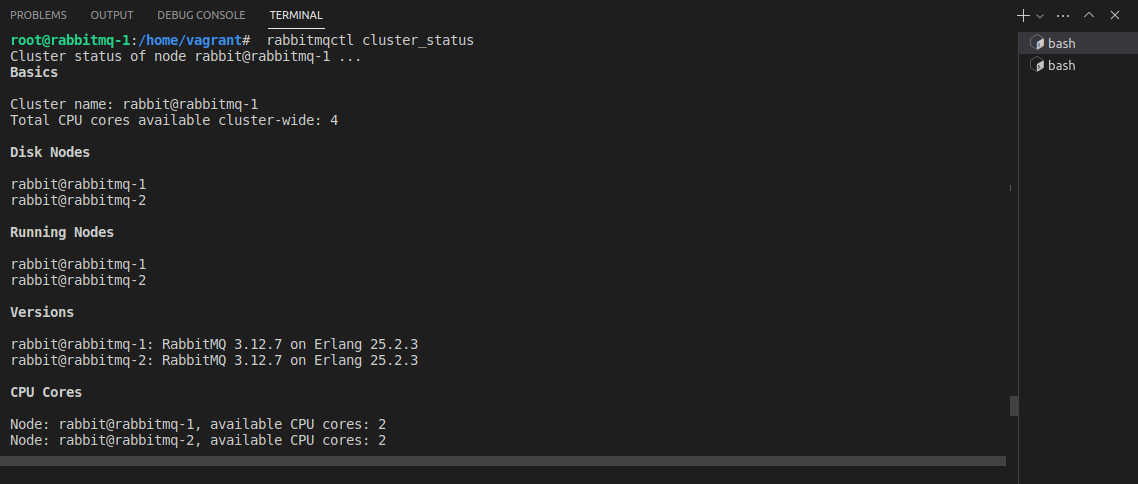 PROBLEMS OUTPUT DEBUG CONSOLE TERMINAL
root@rabbitmq-1:/home/vagrant#  rabbitmqctl cluster_status
Cluster status of node rabbit@rabbitmq-1 ...
Basics
Cluster name: rabbit@rabbitmq-1
Total CPU cores available cluster-wide: 4
Disk Nodes
rabbit@rabbitmq-1
rabbit@rabbitmq-2
Running Nodes
rabbit@rabbitmq-1
rabbit@rabbitmq-2
Versions
rabbit@rabbitmq-1: RabbitMQ 3.12.7 on Erlang 25.2.3
rabbit@rabbitmq-2: RabbitMQ 3.12.7 on Erlang 25.2.3
CPU Cores
Node: rabbit@rabbitmq-1, available CPU cores: 2
Node: rabbit@rabbitmq-2, available CPU cores: 2
bash
bash